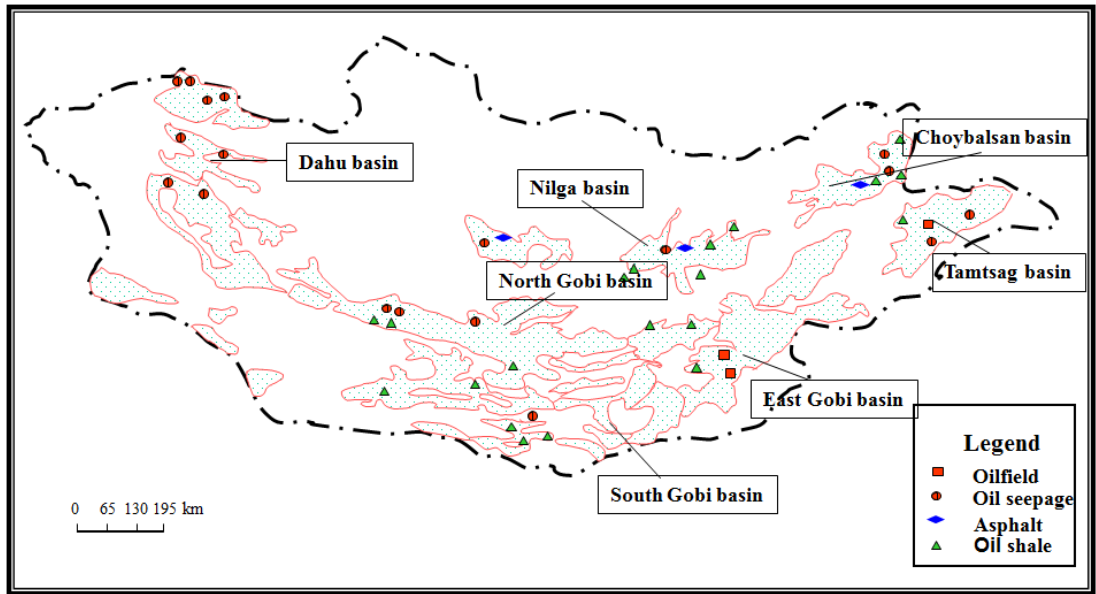 Choybalsan basin
Dahu basin
Nilga basin
Tamtsag basin
North Gobi basin
East Gobi basin
South Gobi basin
Legend
Oilfield
Oil seepage
Asphalt
Oil shale
0 65 130 195 km